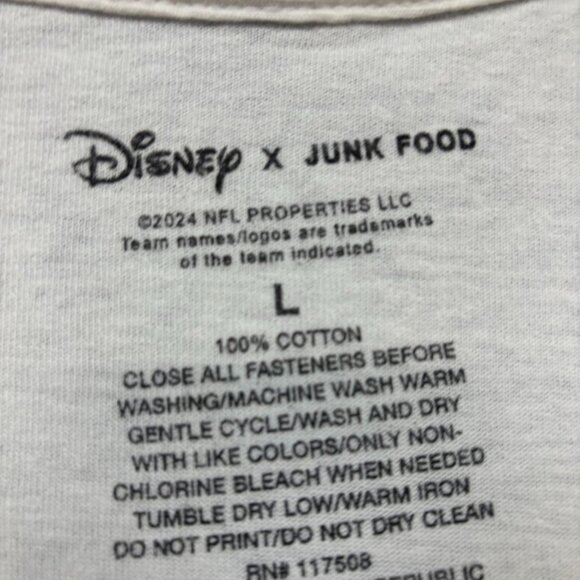 Disney X JUNK FOOD
©2024 NFL PROPERTIES LLC
Team names/logos are trademarks
of the team indicated.
L
100% COTTON
CLOSE ALL FASTENERS BEFORE
WASHING/MACHINE WASH WARM
GENTLE CYCLE/WASH AND DRY
WITH LIKE COLORS/ONLY NON-
CHLORINE BLEACH WHEN NEEDED
TUMBLE DRY LOW/WARM IRON
DO NOT PRINT/DO NOT DRY CLEAN
RN# 117508
REPUBLIC